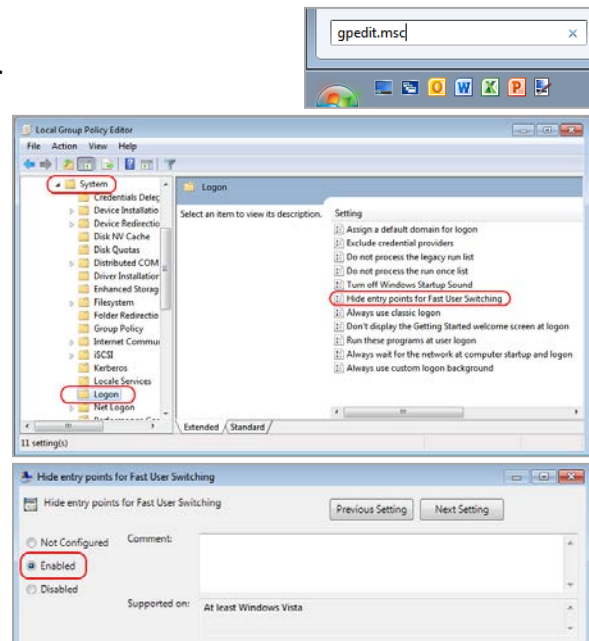 gpedit.msc
.
Local Group Policy Editor
File Action View Help
System
Credentials Deleg
Device Installatio
Device Redirectio
Disk NV Cache
Disk Quotas
Distributed COM
Driver Installation
Enhanced Storag
Filesystem
Folder Redirectio
Group Policy
Internet Commu
iSCSI
Kerberos
Locale Services
Logon
Net Logon
Logon
Select an item to view its description.
Setting
Assign a default domain for logon
Exclude credential providers
Do not process the legacy run list
Do not process the run once list
Turn off Windows Startup Sound
Hide entry points for Fast User Switching
Always use classic logon
Don't display the Getting Started welcome screen at logon
Run these programs at user logon
Always wait for the network at computer startup and logon
Always use custom logon background
Extended Standard
11 setting(s)
Hide entry points for Fast User Switching
Hide entry points for Fast User Switching
Previous Setting Next Setting
Not Configured Comment:
Enabled
Disabled
Supported on: At least Windows Vista